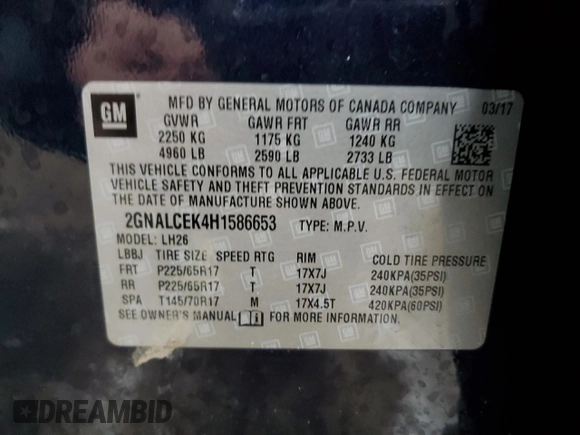 GM
MFD BY GENERAL MOTORS OF CANADA COMPANY 03/17
GVWR GAWR FRT GAWR RR
2250 KG 1175 KG 1240 KG
4960 LB 2590 LB 2733 LB
THIS VEHICLE CONFORMS TO ALL APPLICABLE U.S. FEDERAL MOTOR
VEHICLE SAFETY AND THEFT PREVENTION STANDARDS IN EFFECT ON
THE DATE OF MANUFACTURE SHOWN ABOVE.
2GNALCEK4H1586653 TYPE: M.P.V.
MODEL: LH26
LBBJ TIRE SIZE SPEED RTG RIM COLD TIRE PRESSURE
FRT P225/65R17 T 17X7J 240KPA(35PSI)
RR P225/65R17 T 17X7J 240KPA(35PSI)
SPA T145/70R17 M 17X4.5T 420KPA(60PSI)
SEE OWNER'S MANUAL FOR MORE INFORMATION.
DREAMBID